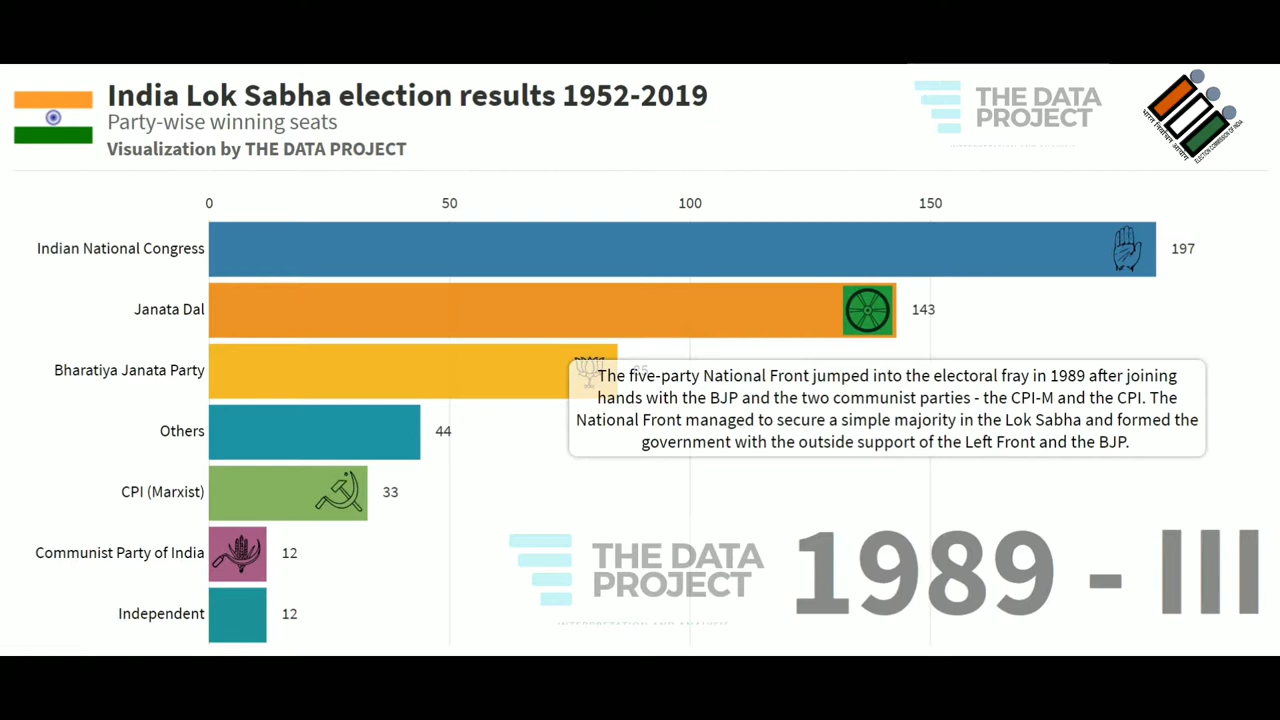 India Lok Sabha election results 1952-2019
Party-wise winning seats
Visualization by THE DATA PROJECT
THE DATA
PROJECT
0 50 100 150
Indian National Congress 197
Janata Dal 143
Bharatiya Janata Party 85
The five-party National Front jumped into the electoral fray in 1989 after joining
hands with the BJP and the two communist parties - the CPI-M and the CPI. The
National Front managed to secure a simple majority in the Lok Sabha and formed the
government with the outside support of the Left Front and the BJP.
Others 44
CPI (Marxist) 33
Communist Party of India 12
Independent 12
THE DATA
PROJECT
INTERPRETATION AND ANALYSIS
1989 - III